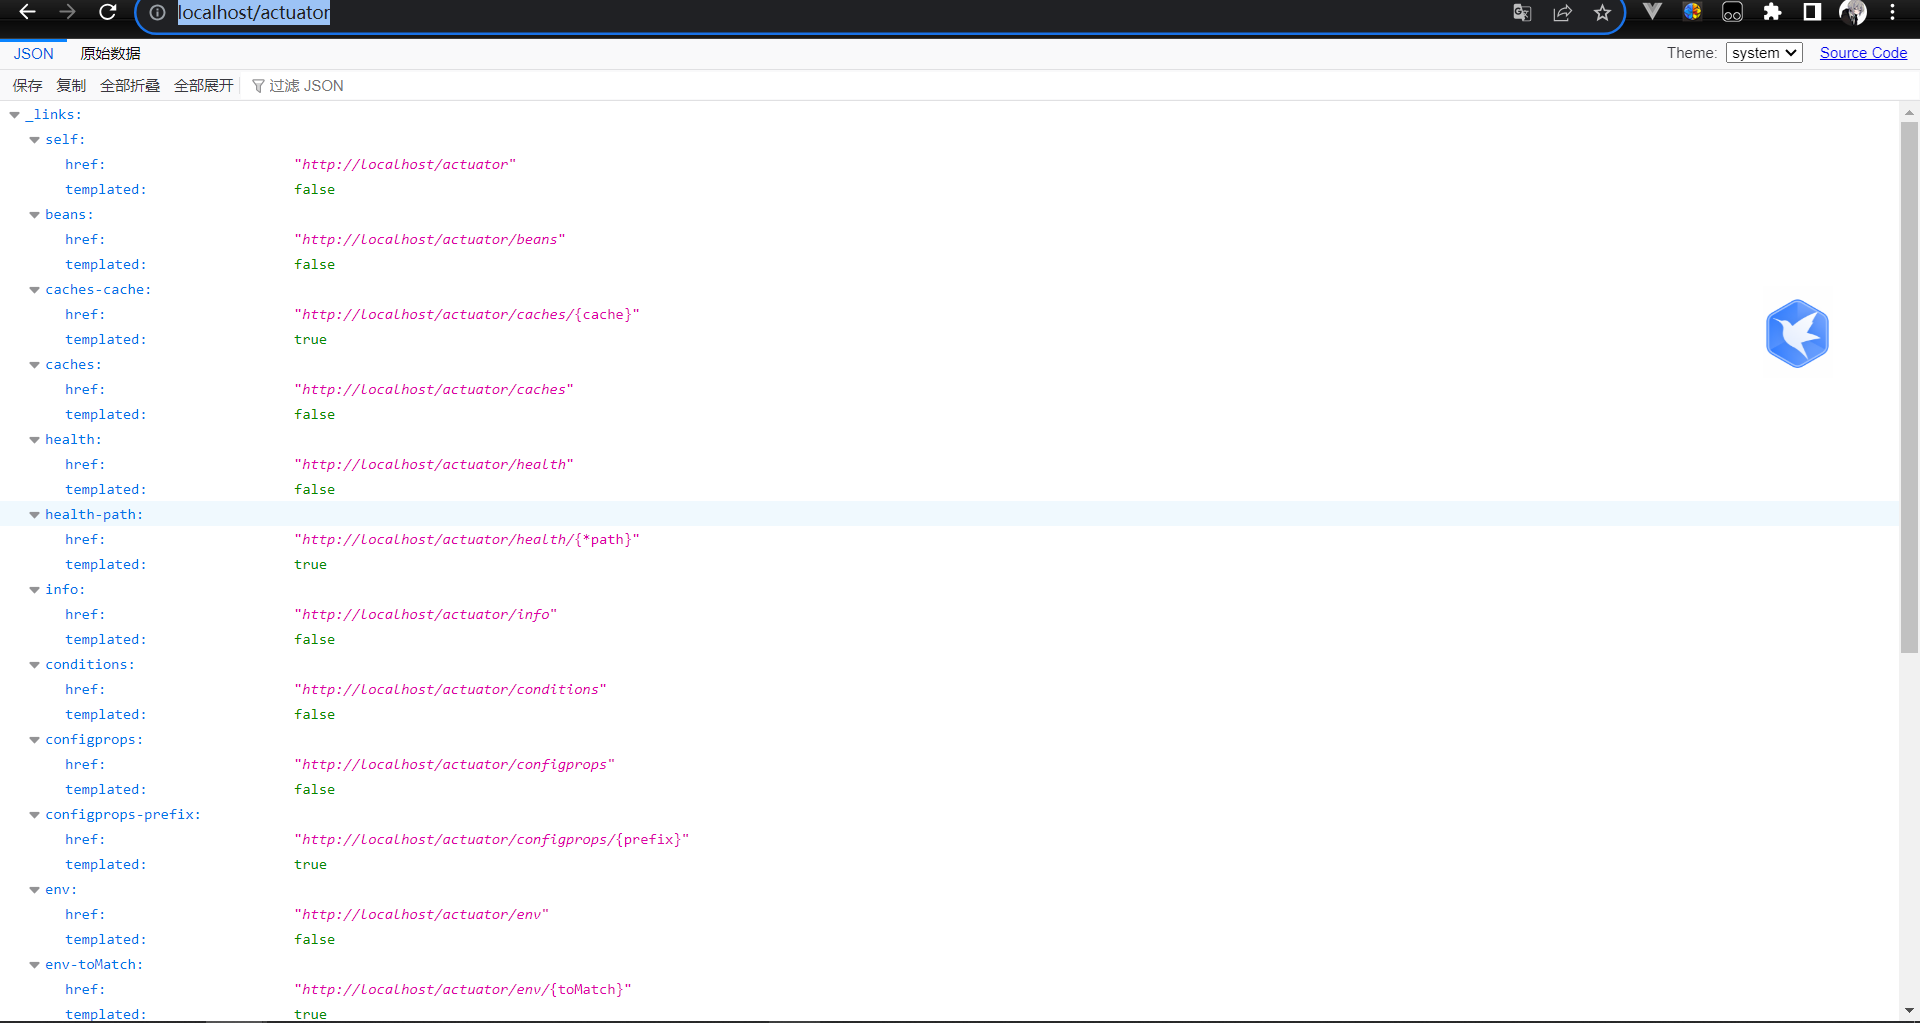 localhost/actuator
JSON 原始数据 Theme: system Source Code
保存 复制 全部折叠 全部展开 过滤 JSON
_links:
self:
href: "http://localhost/actuator"
templated: false
beans:
href: "http://localhost/actuator/beans"
templated: false
caches-cache:
href: "http://localhost/actuator/caches/{cache}"
templated: true
caches:
href: "http://localhost/actuator/caches"
templated: false
health:
href: "http://localhost/actuator/health"
templated: false
health-path:
href: "http://localhost/actuator/health/{*path}"
templated: true
info:
href: "http://localhost/actuator/info"
templated: false
conditions:
href: "http://localhost/actuator/conditions"
templated: false
configprops:
href: "http://localhost/actuator/configprops"
templated: false
configprops-prefix:
href: "http://localhost/actuator/configprops/{prefix}"
templated: true
env:
href: "http://localhost/actuator/env"
templated: false
env-toMatch:
href: "http://localhost/actuator/env/{toMatch}"
templated: true